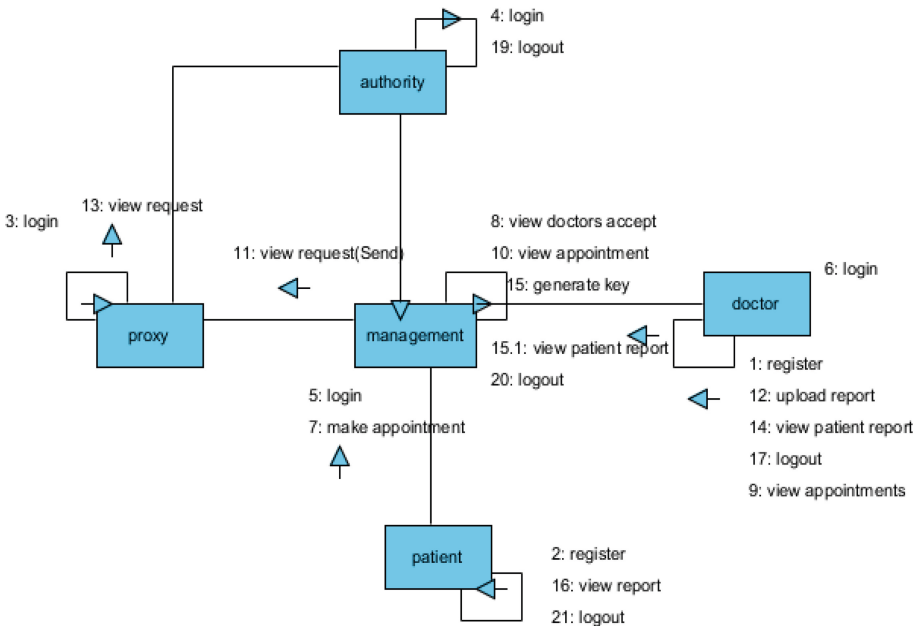 4: login
19: logout
authority
13: view request
3: login
8: view doctors accept
10: view appointment
11: view request(Send)
15: generate key
6: login
doctor
proxy
management
15.1: view patient report
20: logout
1: register
12: upload report
14: view patient report
17: logout
9: view appointments
5: login
7: make appointment
patient
2: register
16: view report
21: logout